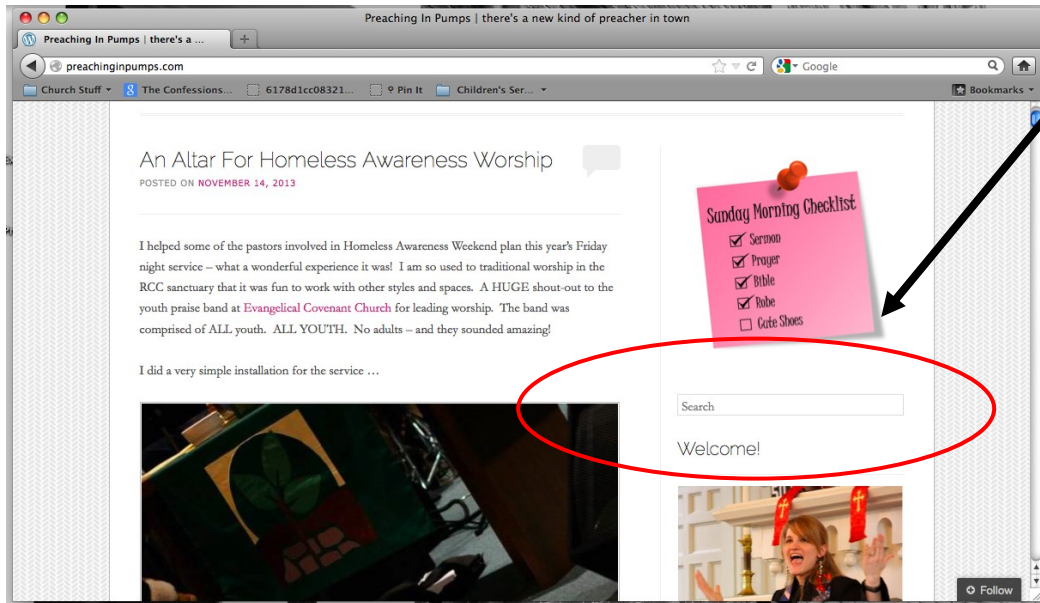 Preaching In Pumps | there's a new kind of preacher in town
Preaching In Pumps | there's a ...
preachinginpumps.com
Google
Church Stuff
The Confessions...
6178d1cc08321...
Pin It
Children's Ser...
Bookmarks
An Altar For Homeless Awareness Worship
POSTED ON NOVEMBER 14, 2013
I helped some of the pastors involved in Homeless Awareness Weekend plan this year's Friday
night service – what a wonderful experience it was! I am so used to traditional worship in the
RCC sanctuary that it was fun to work with other styles and spaces. A HUGE shout-out to the
youth praise band at Evangelical Covenant Church for leading worship. The band was
comprised of ALL youth. ALL YOUTH. No adults – and they sounded amazing!
I did a very simple installation for the service ...
Sunday Morning Checklist
Sermon
Prayer
Bible
Robe
Cute Shoes
Search
Welcome!
Follow